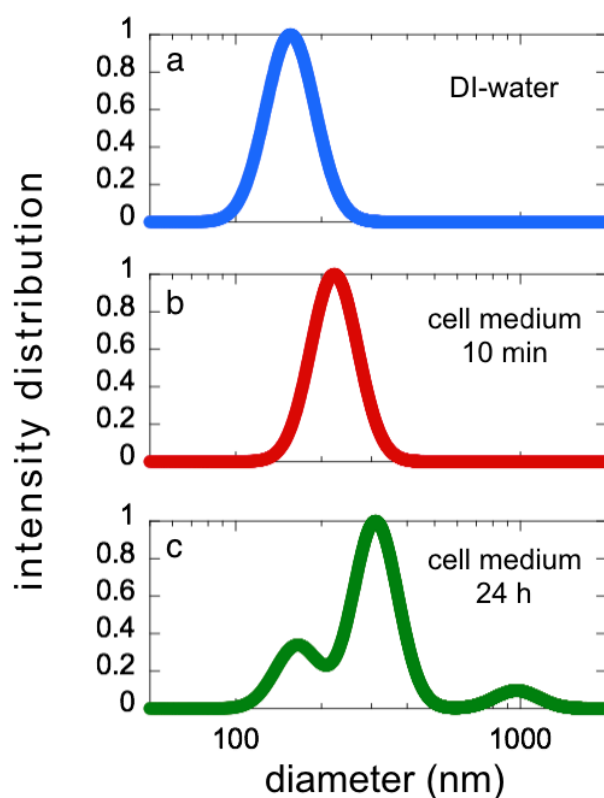 intensity distribution
1
0.8
0.6
0.4
0.2
0
a
DI-water
1
0.8
0.6
0.4
0.2
0
b
cell medium
10 min
1
0.8
0.6
0.4
0.2
0
c
cell medium
24 h
100
1000
diameter (nm)